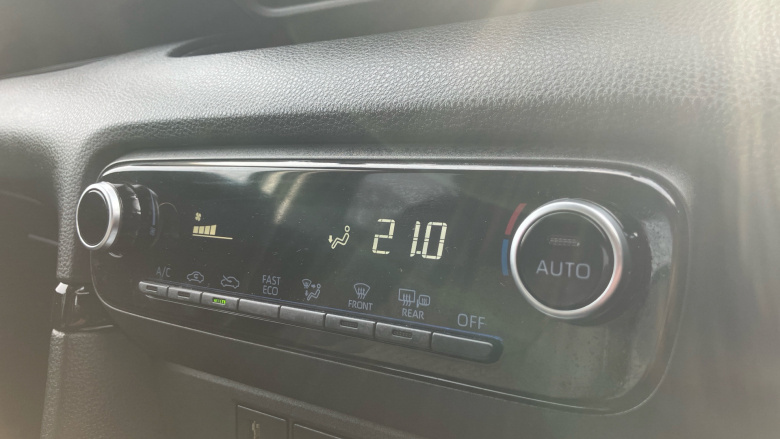 21.0
A/C
FAST
ECO
FRONT
REAR
OFF
AUTO